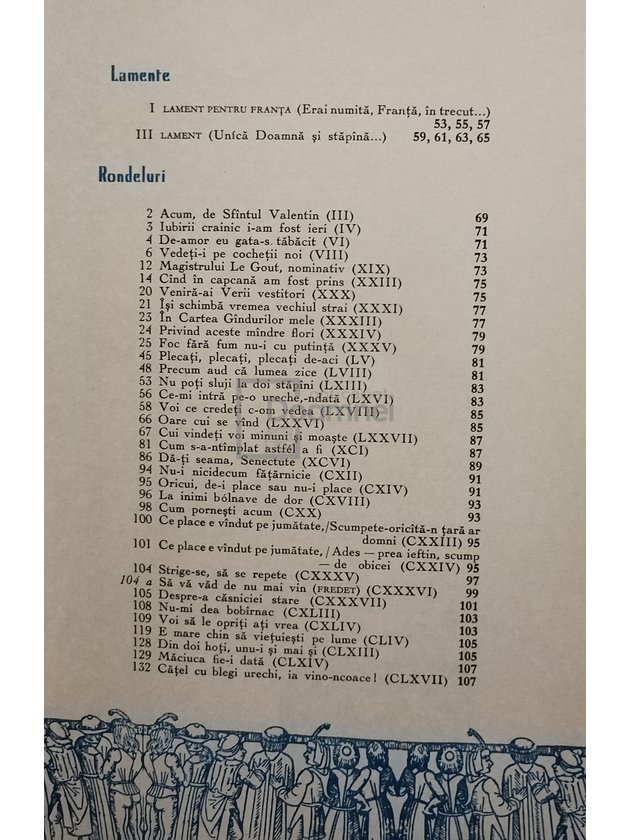 Lamente
I LAMENT PENTRU FRANȚA (Erai numită, Franță, în trecut...)
53, 55, 57
III LAMENT (Unică Doamnă și stăpînă...) 59, 61, 63, 65
Rondeluri
2 Acum, de Sfîntul Valentin (III) 69
3 Iubirii crainic i-am fost ieri (IV) 71
4 De-amor eu gata-s tăbăcit (VI) 71
6 Vedeți-i pe cocheții noi (VIII) 73
12 Magistrului Le Gout, nominativ (XIX) 73
14 Cînd în capcană am fost prins (XXIII) 75
20 Veniră-ai Verii vestitori (XXX) 75
21 Își schimbă vremea vechiul strai (XXXI) 77
23 În Cartea Gîndurilor mele (XXXIII) 77
24 Privind aceste mîndre flori (XXXIV) 79
25 Foc fără fum nu-i cu putință (XXXV) 79
45 Plecați, plecați, plecați de-aci (LV) 81
48 Precum aud că lumea zice (LVIII) 81
53 Nu poți sluji la doi stăpîni (LXIII) 83
56 Ce-mi intră pe-o ureche,-ndată (LXVI) 83
58 Voi ce credeți c-om vedea (LXVIII) 85
66 Oare cui se vînd (LXXVI) 85
67 Cui vindeți voi minuni și moaște (LXXVII) 87
81 Cum s-a-ntîmplat astfel a fi (XCI) 87
86 Dă-ți seama, Senectute (XCVI) 89
94 Nu-i nicidecum fățărnicie (CXII) 91
95 Oricui, de-i place sau nu-i place (CXIV) 91
96 La inimi bolnave de dor (CXVIII) 93
98 Cum pornești acum (CXX) 93
100 Ce place e vîndut pe jumătate,/Scumpete-oricîtă-n țară ar
domni (CXXIII) 95
101 Ce place e vîndut pe jumătate, / Ades — prea ieftin, scump
— de obicei (CXXIV) 95
104 Strige-se, să se repete (CXXXV) 97
104 a Să vă văd de nu mai vin (FREDET) (CXXXVI) 99
105 Despre-a căsniciei stare (CXXXVII) 101
108 Nu-mi dea bobîrnac (CXLIII) 103
109 Voi să le opriți ați vrea (CXLIV) 103
119 E mare chin să viețuiești pe lume (CLIV) 103
128 Din doi hoți, unu-i și mai și (CLXIII) 105
129 Măciuca fie-i dată (CLXIV) 107
132 Cățel cu blegi urechi, ia vino-ncoace! (CLXVII) 107